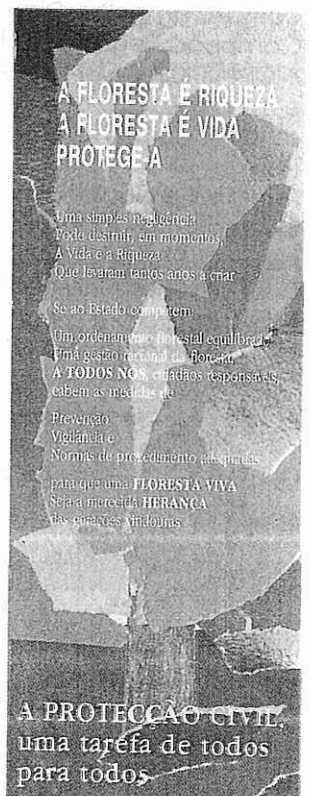 A FLORESTA É RIQUEZA
A FLORESTA É VIDA
PROTEGE-A
Uma simples negligência
Pode destruir, em momentos,
A Vida e a Riqueza
Que levaram tantos anos a criar
Se ao Estado competem
Um ordenamento florestal equilibrado
Uma gestão racional da floresta,
A TODOS NÓS, cidadãos responsáveis,
cabem as medidas de
Prevenção
Vigilância e
Normas de procedimento adequadas
para que uma FLORESTA VIVA
Seja a merecida HERANÇA
das gerações vindouras
A PROTECÇÃO CIVIL,
uma tarefa de todos
para todos